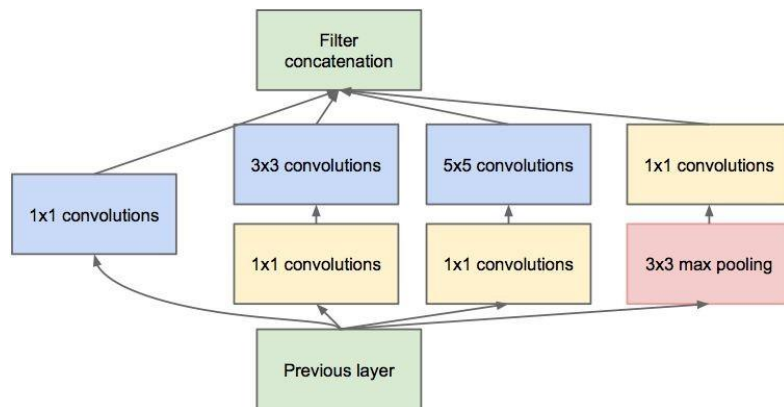 Filter
concatenation
3x3 convolutions
5x5 convolutions
1x1 convolutions
1x1 convolutions
1x1 convolutions
1x1 convolutions
3x3 max pooling
Previous layer